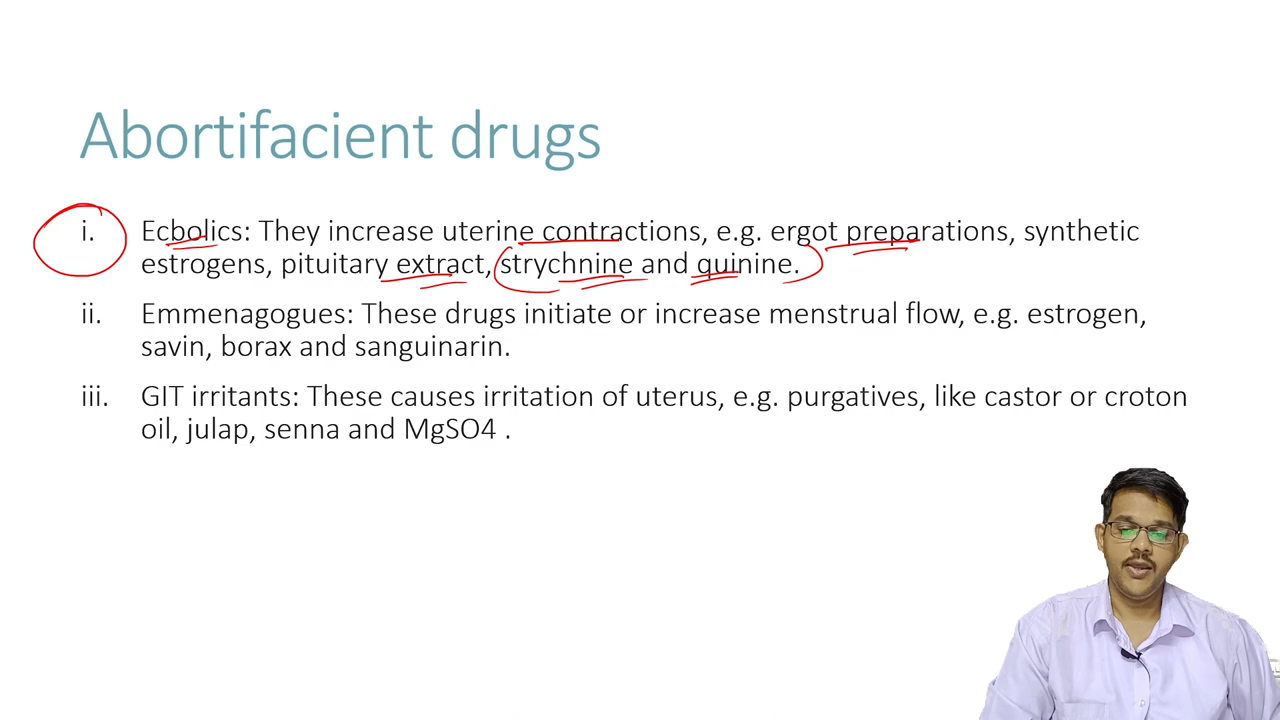 Abortifacient drugs
i. Ecbolics: They increase uterine contractions, e.g. ergot preparations, synthetic
estrogens, pituitary extract, strychnine and quinine.
ii. Emmenagogues: These drugs initiate or increase menstrual flow, e.g. estrogen,
savin, borax and sanguinarin.
iii. GIT irritants: These causes irritation of uterus, e.g. purgatives, like castor or croton
oil, julap, senna and MgSO4 .